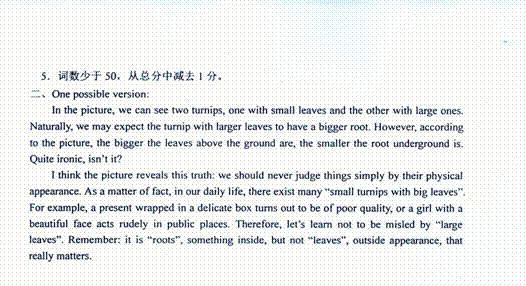 5．词数少于 50，从总分中减去 1 分。
二、One possible version:
In the picture, we can see two turnips, one with small leaves and the other with large ones.
Naturally, we may expect the turnip with larger leaves to have a bigger root. However, according
to the picture, the bigger the leaves above the ground are, the smaller the root underground is.
Quite ironic, isn't it?
I think the picture reveals this truth: we should never judge things simply by their physical
appearance. As a matter of fact, in our daily life, there exist many “small turnips with big leaves”.
For example, a present wrapped in a delicate box turns out to be of poor quality, or a girl with a
beautiful face acts rudely in public places. Therefore, let's learn not to be misled by “large
leaves”. Remember: it is “roots”, something inside, but not “leaves”, outside appearance, that
really matters.